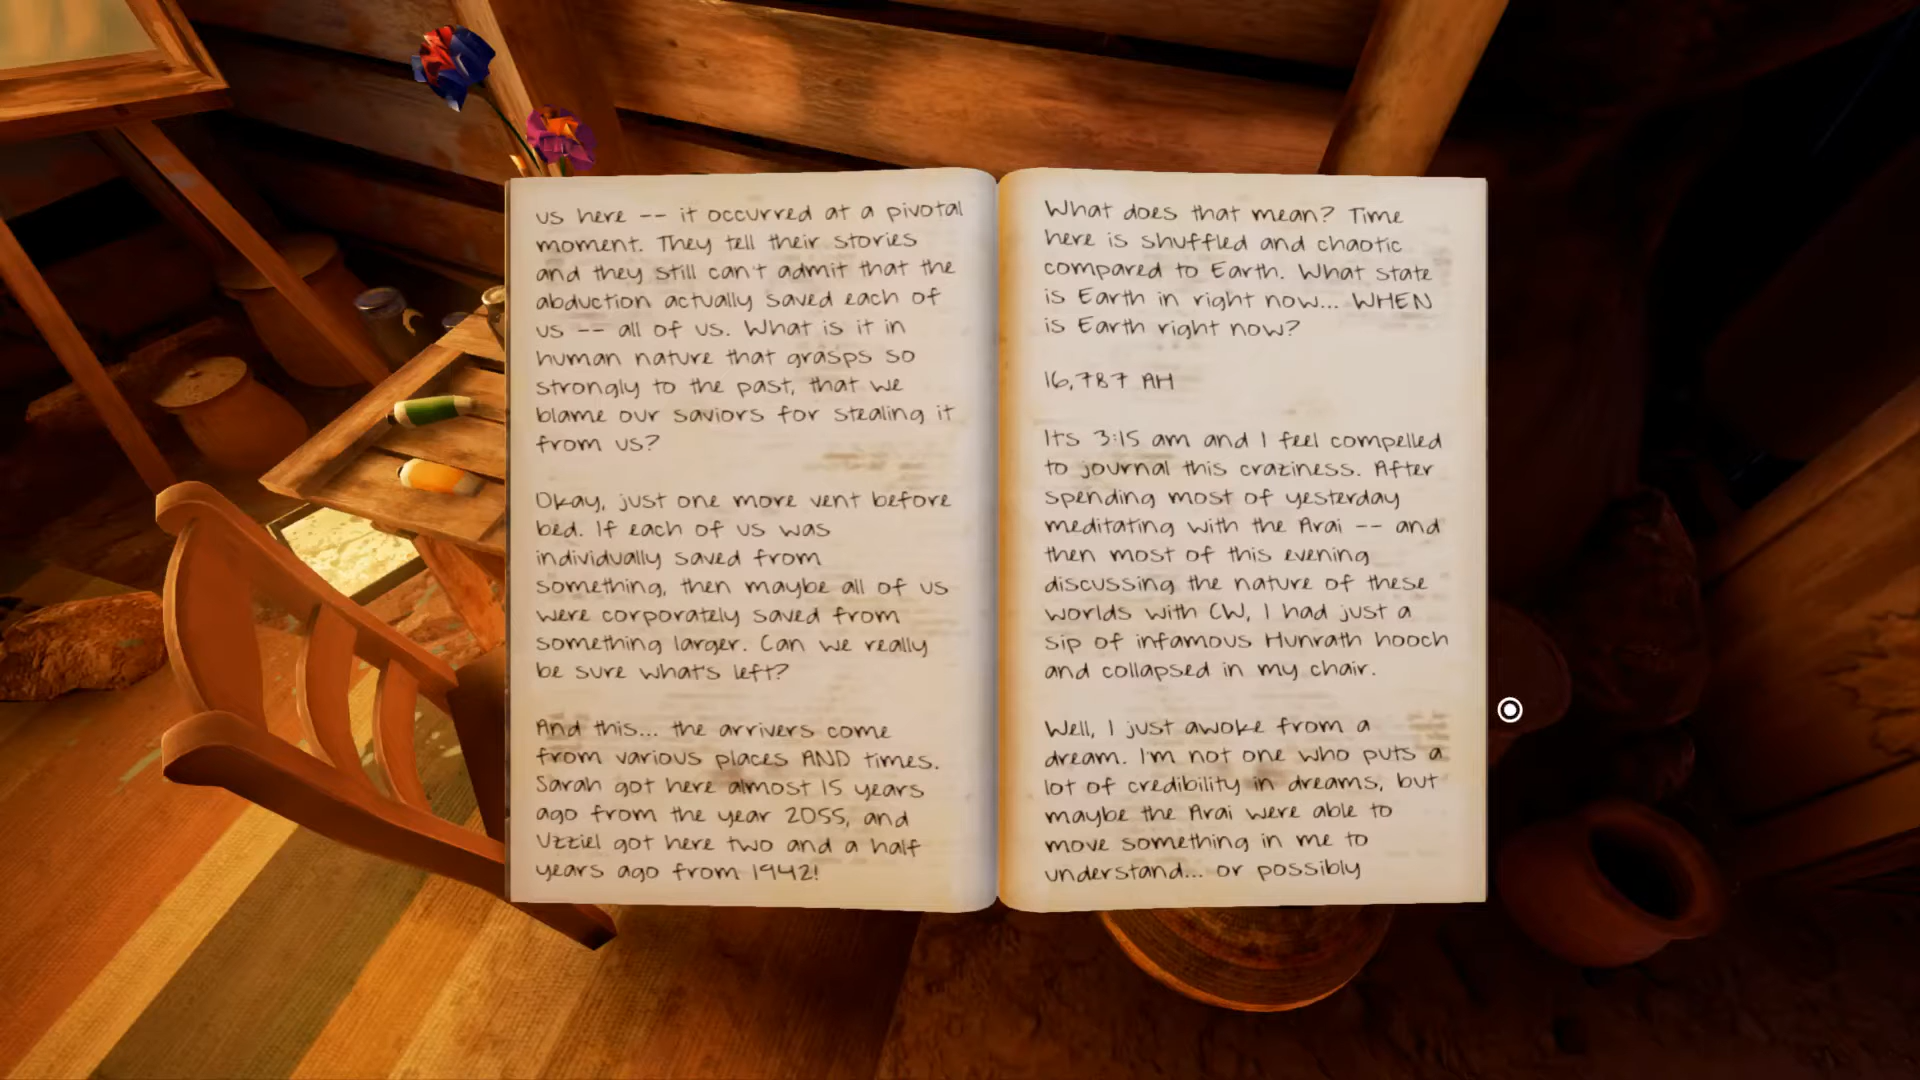 us here -- it occurred at a pivotal
moment. They tell their stories
and they still can't admit that the
abduction actually saved each of
us -- all of us. What is it in
human nature that grasps so
strongly to the past, that we
blame our saviors for stealing it
from us?
Okay, just one more vent before
bed. If each of us was
individually saved from
something, then maybe all of us
were corporately saved from
something larger. Can we really
be sure what's left?
And this... the arrivers come
from various places AND times.
Sarah got here almost 15 years
ago from the year 2055, and
Uzziel got here two and a half
years ago from 1942!
What does that mean? Time
here is shuffled and chaotic
compared to Earth. What state
is Earth in right now... WHEN
is Earth right now?
16,787 AH
It's 3:15 am and I feel compelled
to journal this craziness. After
spending most of yesterday
meditating with the Arai -- and
then most of this evening
discussing the nature of these
worlds with CW, I had just a
sip of infamous Hunrath hooch
and collapsed in my chair.
Well, I just awoke from a
dream. I'm not one who puts a
lot of credibility in dreams, but
maybe the Arai were able to
move something in me to
understand... or possibly